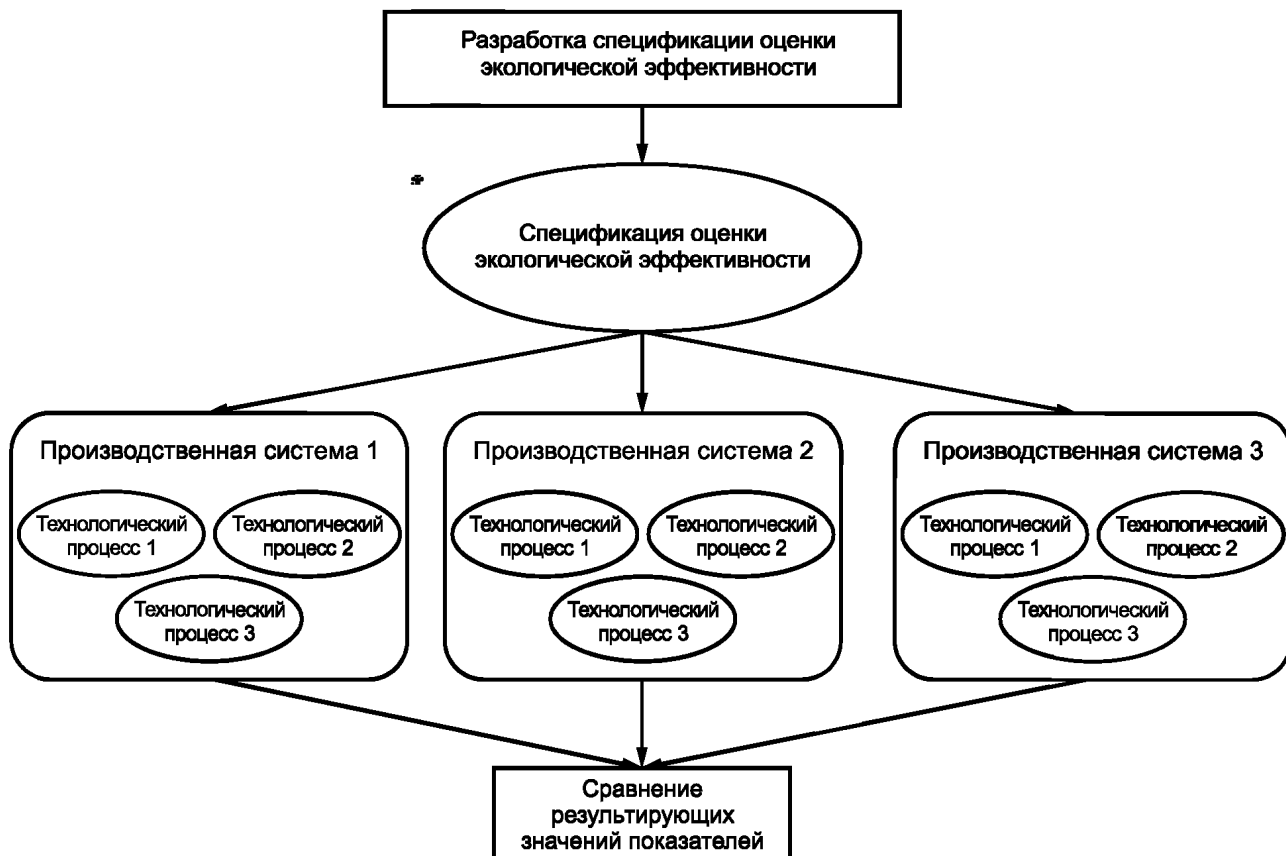 Разработка спецификации оценки
экологической эффективности
*
Спецификация оценки
экологической эффективности
Производственная система 1
Технологический
процесс 1
Технологический
процесс 2
Технологический
процесс 3
Производственная система 2
Технологический
процесс 1
Технологический
процесс 2
Технологический
процесс 3
Производственная система 3
Технологический
процесс 1
Технологический
процесс 2
Технологический
процесс 3
Сравнение
результирующих
значений показателей